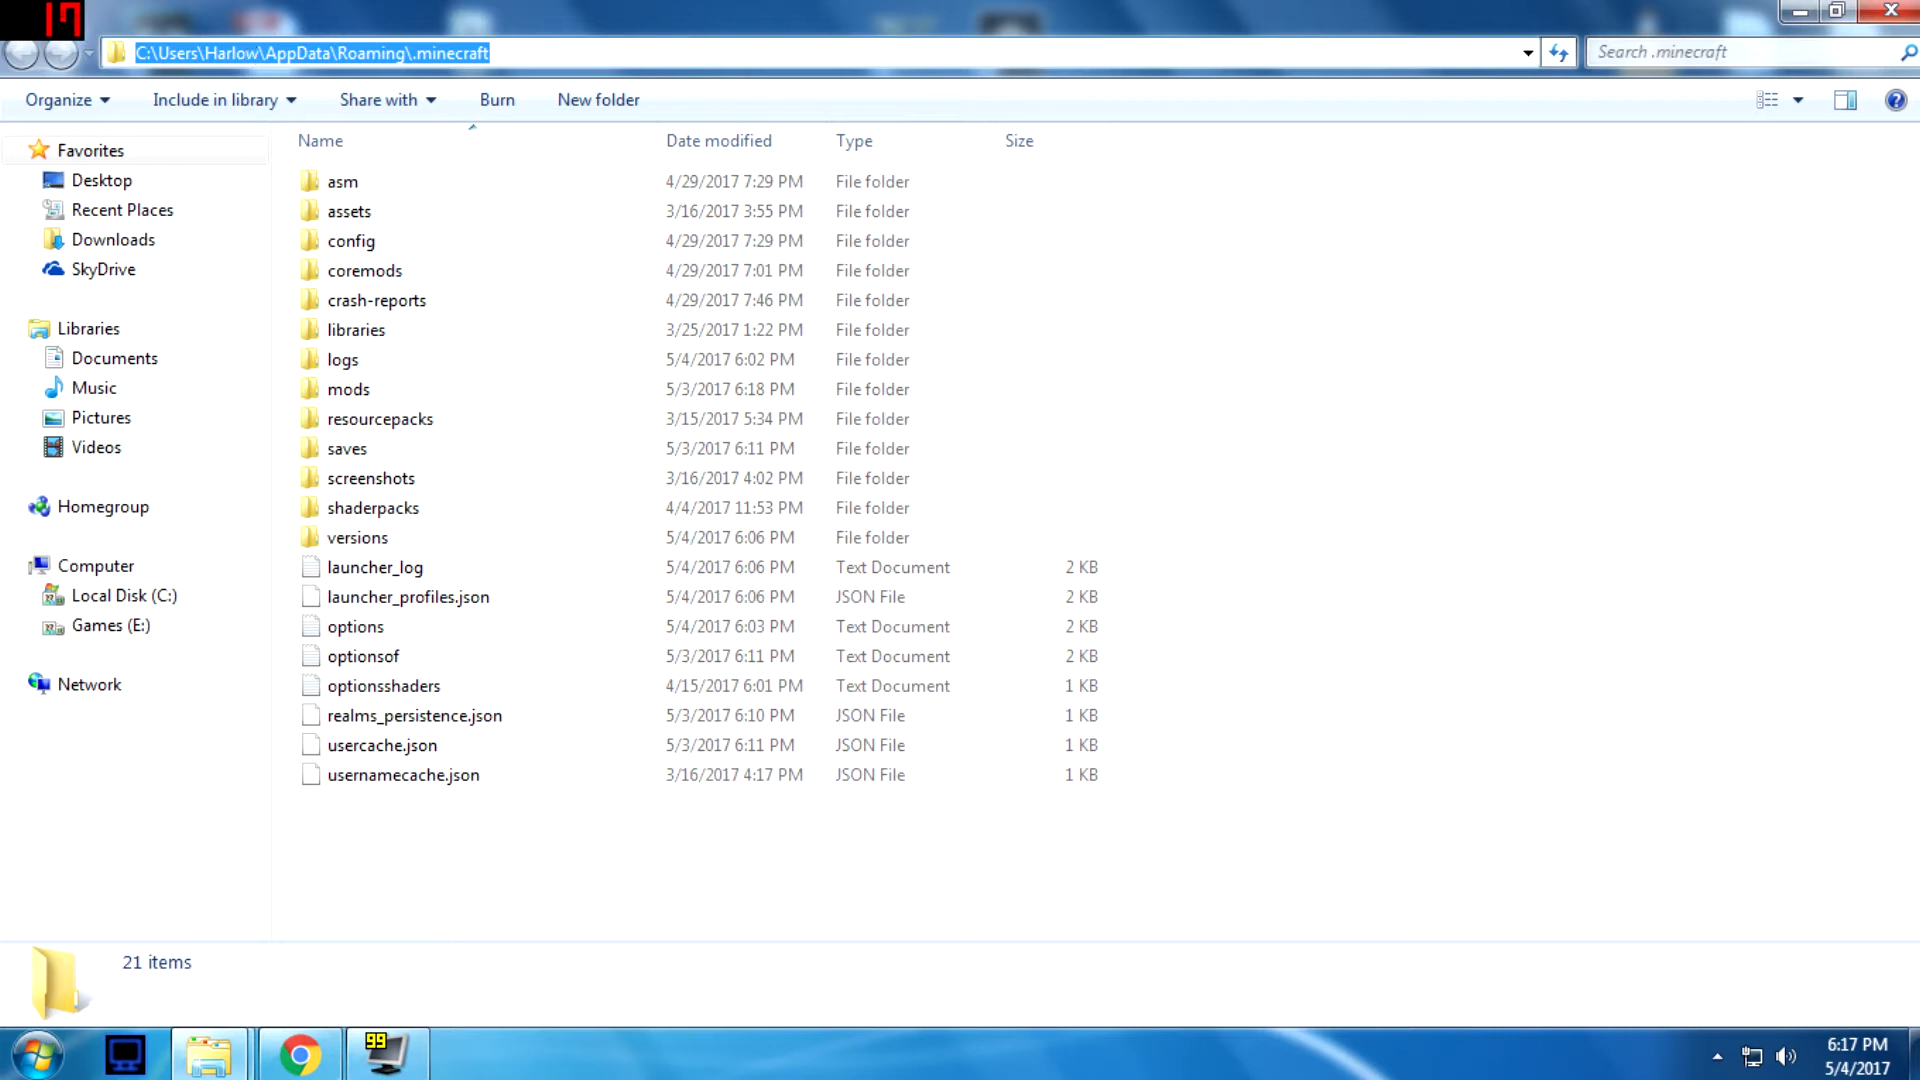 17
C:\Users\Harlow\AppData\Roaming\.minecraft
Search .minecraft
Organize Include in library Share with Burn New folder
Name Date modified Type Size
Favorites
Desktop
Recent Places
Downloads
SkyDrive
Libraries
Documents
Music
Pictures
Videos
Homegroup
Computer
Local Disk (C:)
Games (E:)
Network
asm 4/29/2017 7:29 PM File folder
assets 3/16/2017 3:55 PM File folder
config 4/29/2017 7:29 PM File folder
coremods 4/29/2017 7:01 PM File folder
crash-reports 4/29/2017 7:46 PM File folder
libraries 3/25/2017 1:22 PM File folder
logs 5/4/2017 6:02 PM File folder
mods 5/3/2017 6:18 PM File folder
resourcepacks 3/15/2017 5:34 PM File folder
saves 5/3/2017 6:11 PM File folder
screenshots 3/16/2017 4:02 PM File folder
shaderpacks 4/4/2017 11:53 PM File folder
versions 5/4/2017 6:06 PM File folder
launcher_log 5/4/2017 6:06 PM Text Document 2 KB
launcher_profiles.json 5/4/2017 6:06 PM JSON File 2 KB
options 5/4/2017 6:03 PM Text Document 2 KB
optionsof 5/3/2017 6:11 PM Text Document 2 KB
optionsshaders 4/15/2017 6:01 PM Text Document 1 KB
realms_persistence.json 5/3/2017 6:10 PM JSON File 1 KB
usercache.json 5/3/2017 6:11 PM JSON File 1 KB
usernamecache.json 3/16/2017 4:17 PM JSON File 1 KB
21 items
99
6:17 PM
5/4/2017